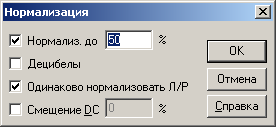 Нормализация
Нормализ. до 50 %
OK
Децибелы
Отмена
Одинаково нормализовать Л/Р
Смещение DC 0 %
Справка